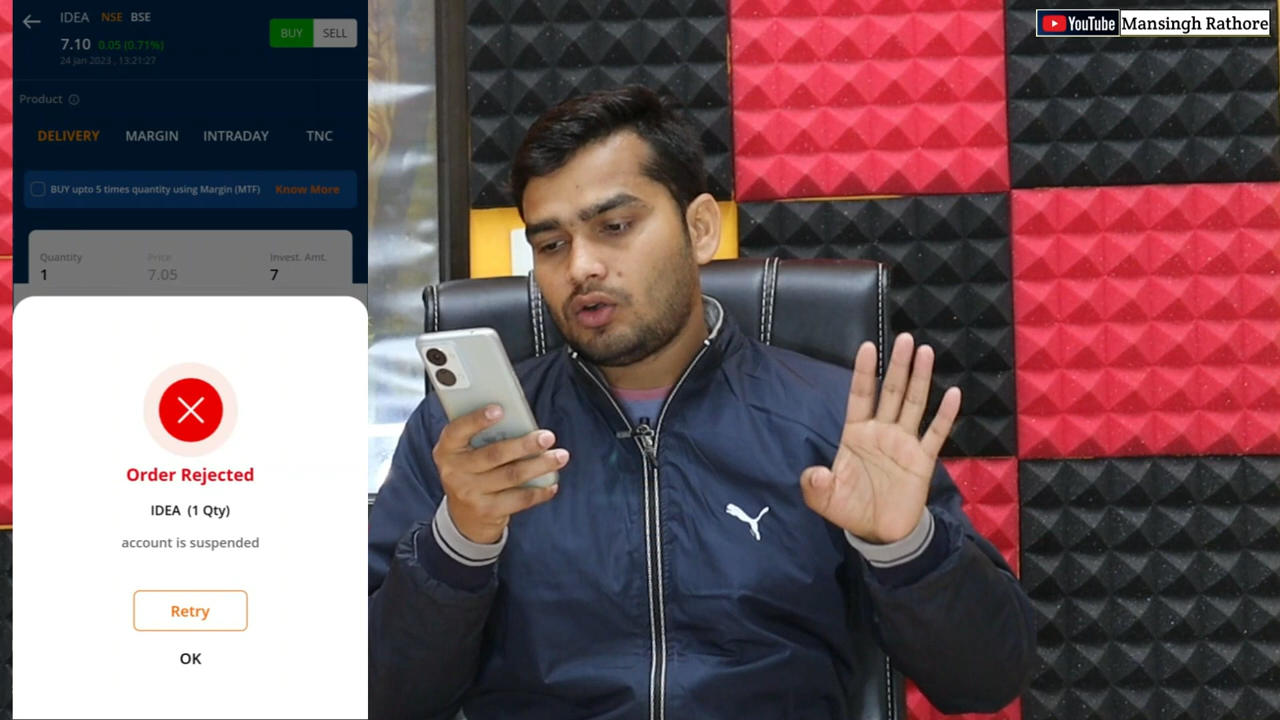 IDEA NSE BSE
7.10 0.05 (0.71%)
24 Jan 2023 , 13:21:27
BUY SELL
Product
DELIVERY MARGIN INTRADAY TNC
BUY upto 5 times quantity using Margin (MTF) Know More
Quantity Price Invest. Amt.
1 7.05 7
Order Rejected
IDEA (1 Qty)
account is suspended
Retry
OK
YouTube Mansingh Rathore